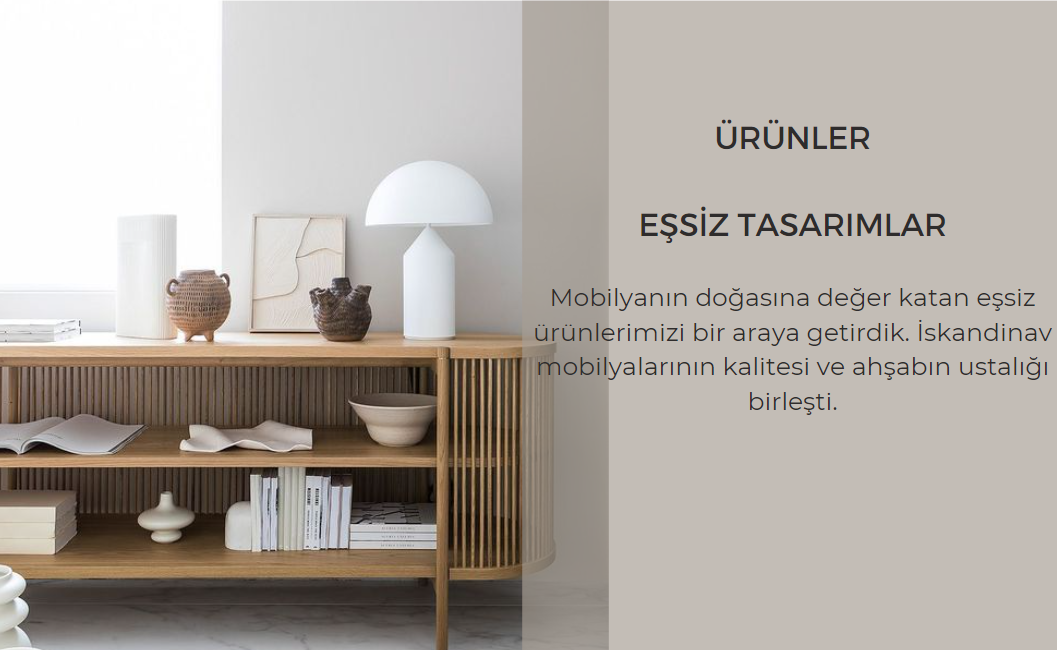 ÜRÜNLER
EŞSİZ TASARIMLAR
Mobilyanın doğasına değer katan eşsiz
ürünlerimizi bir araya getirdik. İskandinav
mobilyalarının kalitesi ve ahşabın ustalığı
birleşti.